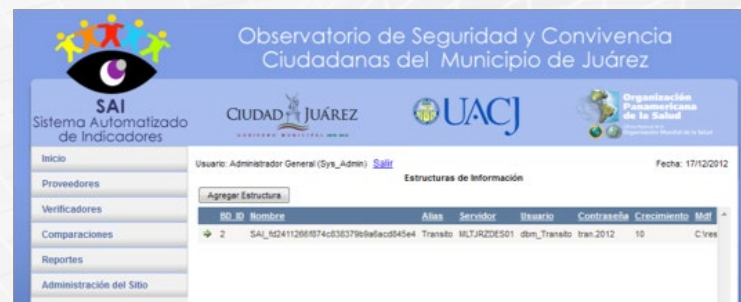 Observatorio de Seguridad y Convivencia
Ciudadanas del Municipio de Juárez
SAI
Sistema Automatizado
de Indicadores
CIUDAD JUÁREZ
UACJ
Organización
Panamericana
de la Salud
Inicio
Proveedores
Verificadores
Comparaciones
Reportes
Administración del Sitio
Usuario: Administrador General (Sys_Admin) Salir
Fecha: 17/12/2012
Estructuras de Información
Agregar Estructura
BD_ID Nombre Alias Servidor Usuario Contraseña Crecimiento Mdf
2 Transito MLTJRZDES01 dbm_Transito tran.2012 10 C:\res